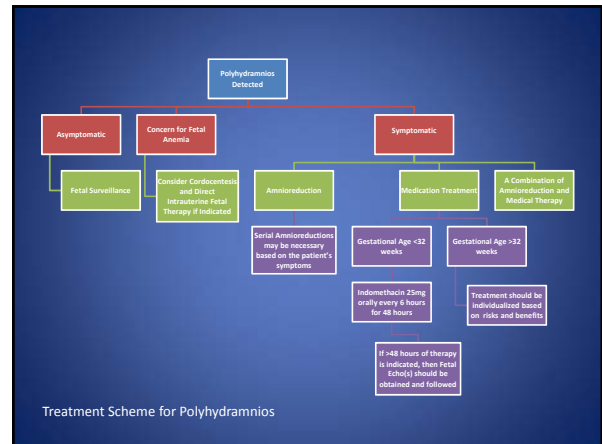 Polyhydramnios
Detected
Asymptomatic
Concern for Fetal
Anemia
Symptomatic
Fetal Surveillance
Consider Cordocentesis
and Direct
Intrauterine Fetal
Therapy if Indicated
Amnioreduction
Medication Treatment
A Combination of
Amnioreduction and
Medical Therapy
Serial Amnioreductions
may be necessary
based on the patient's
symptoms
Gestational Age <32
weeks
Gestational Age >32
weeks
Indomethacin 25mg
orally every 6 hours
for 48 hours
Treatment should be
individualized based
on risks and benefits
If >48 hours of therapy
is indicated, then Fetal
Echo(s) should be
obtained and followed
Treatment Scheme for Polyhydramnios